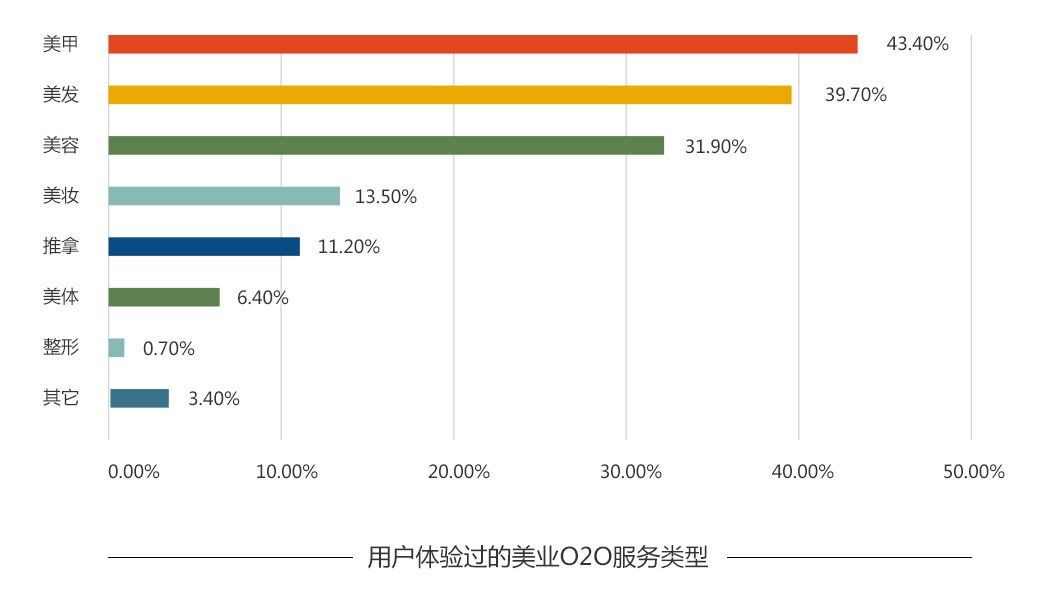 美甲 43.40%
美发 39.70%
美容 31.90%
美妆 13.50%
推拿 11.20%
美体 6.40%
整形 0.70%
其它 3.40%
0.00% 10.00% 20.00% 30.00% 40.00% 50.00%
用户体验过的美业O2O服务类型